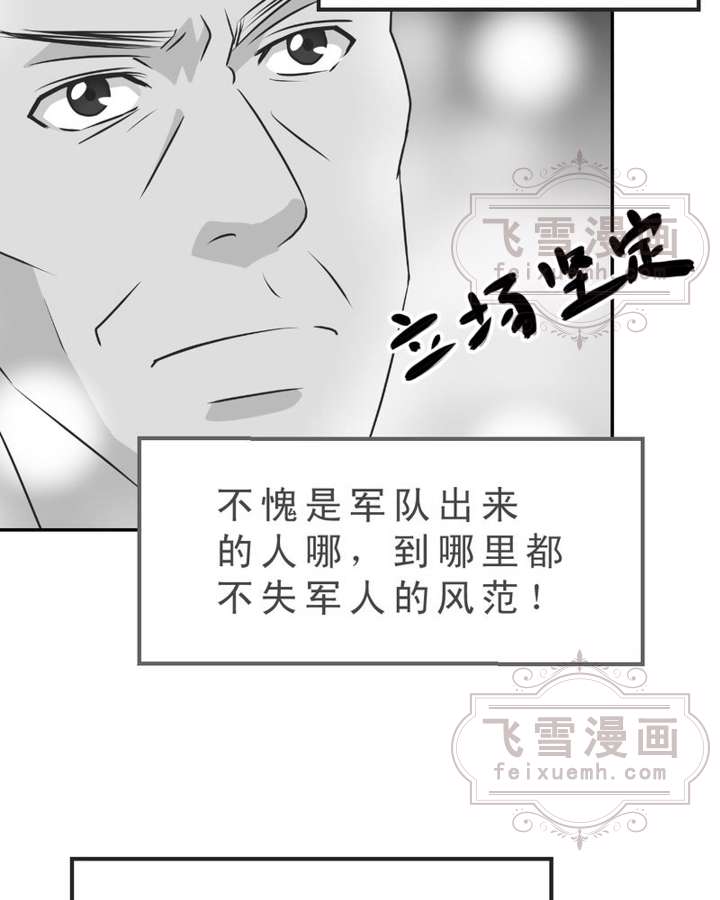 飞雪漫画
feixuemh.com
立场坚定
不愧是军队出来
的人哪，到哪里都
不失军人的风范！
飞雪漫画
feixuemh.com